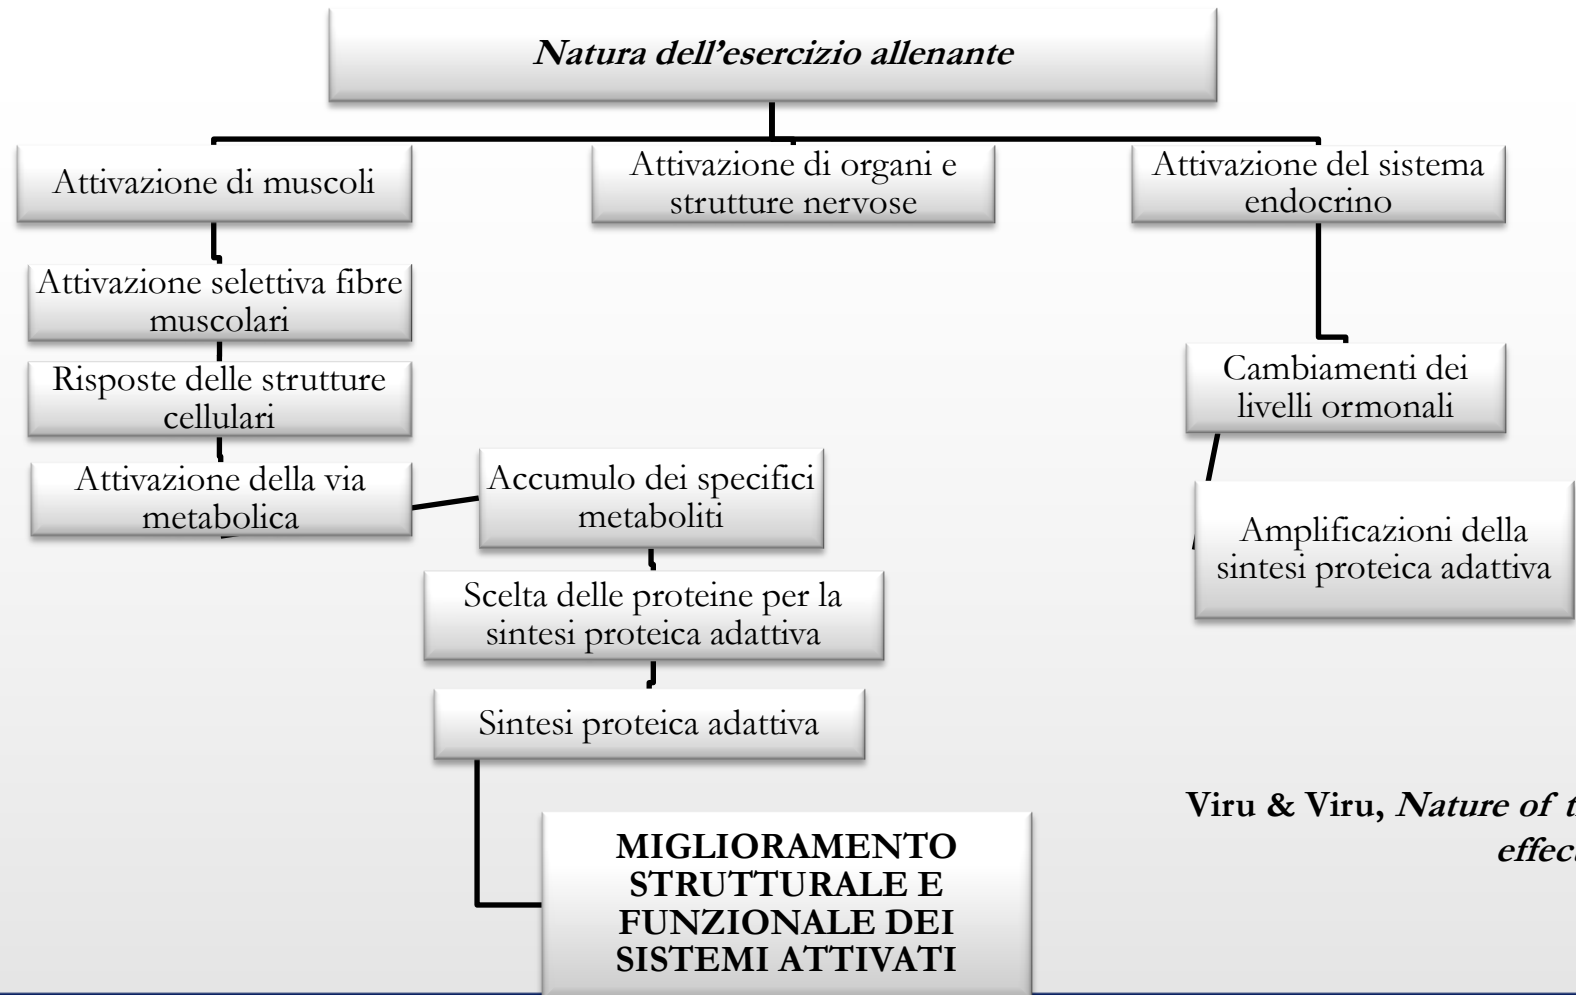 Natura dell'esercizio allenante
Attivazione di muscoli
Attivazione di organi e
strutture nervose
Attivazione del sistema
endocrino
Attivazione selettiva fibre
muscolari
Risposte delle strutture
cellulari
Attivazione della via
metabolica
Accumulo dei specifici
metaboliti
Scelta delle proteine per la
sintesi proteica adattiva
Sintesi proteica adattiva
MIGLIORAMENTO
STRUTTURALE E
FUNZIONALE DEI
SISTEMI ATTIVATI
Cambiamenti dei
livelli ormonali
Amplificazioni della
sintesi proteica adattiva
Viru & Viru, Nature of